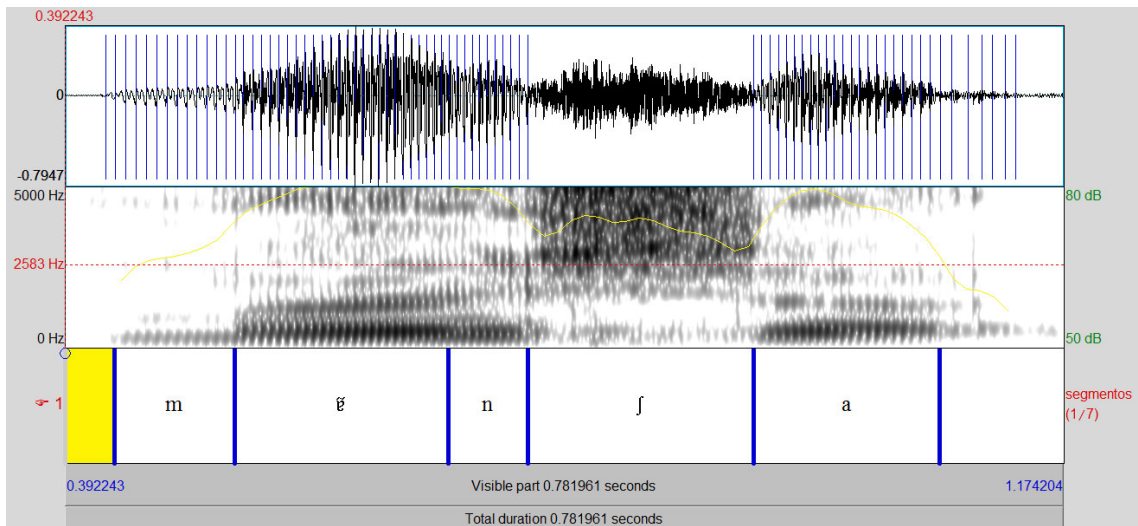 0.392243
0
-0.7947
5000 Hz 80 dB
2583 Hz
0 Hz 50 dB
☞ 1 m ɐ̃ n ʃ a segmentos
(1/7)
0.392243 Visible part 0.781961 seconds 1.174204
Total duration 0.781961 seconds